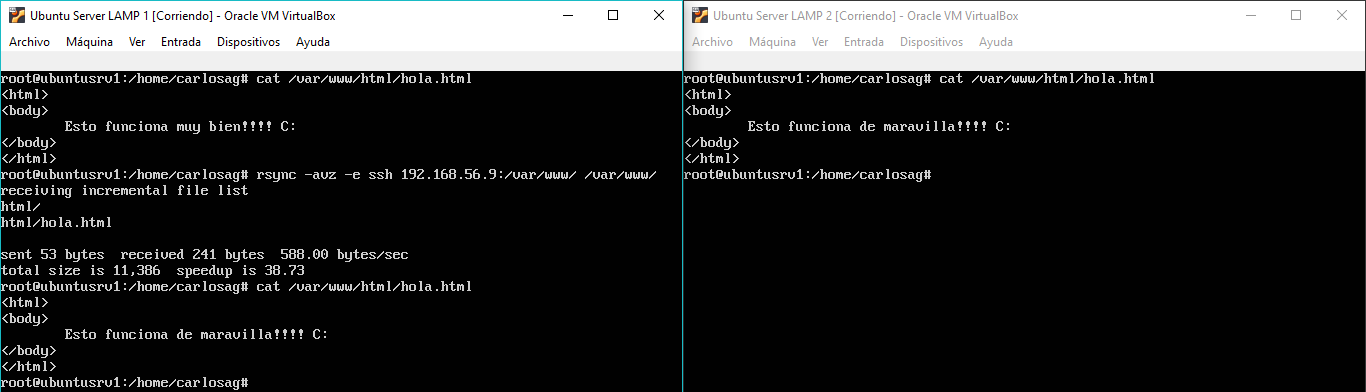 Ubuntu Server LAMP 1 [Corriendo] - Oracle VM VirtualBox
Archivo Máquina Ver Entrada Dispositivos Ayuda
root@ubuntusrv1:/home/carlosag# cat /var/www/html/hola.html
<html>
<body>
Esto funciona muy bien!!!! C:
</body>
</html>
root@ubuntusrv1:/home/carlosag# rsync -avz -e ssh 192.168.56.9:/var/www/ /var/www/
receiving incremental file list
html/
html/hola.html
sent 53 bytes  received 241 bytes  588.00 bytes/sec
total size is 11,386  speedup is 38.73
root@ubuntusrv1:/home/carlosag# cat /var/www/html/hola.html
<html>
<body>
Esto funciona de maravilla!!!! C:
</body>
</html>
root@ubuntusrv1:/home/carlosag#
Ubuntu Server LAMP 2 [Corriendo] - Oracle VM VirtualBox
Archivo Máquina Ver Entrada Dispositivos Ayuda
root@ubuntusrv1:/home/carlosag# cat /var/www/html/hola.html
<html>
<body>
Esto funciona de maravilla!!!! C:
</body>
</html>
root@ubuntusrv1:/home/carlosag#